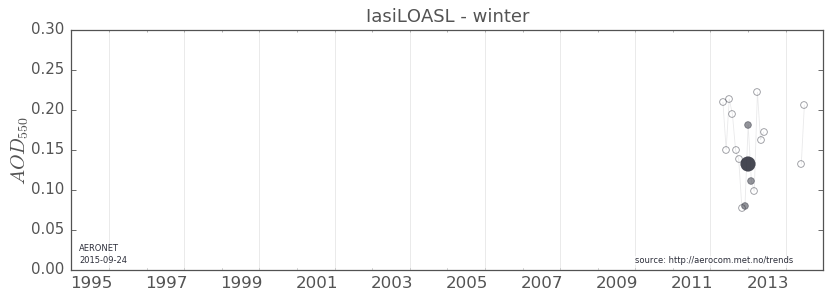 IasiLOASL - winter
0.30
0.25
0.20
0.15
0.10
0.05
0.00
AOD550
AERONET
2015-09-24
source: http://aerocom.met.no/trends
1995 1997 1999 2001 2003 2005 2007 2009 2011 2013